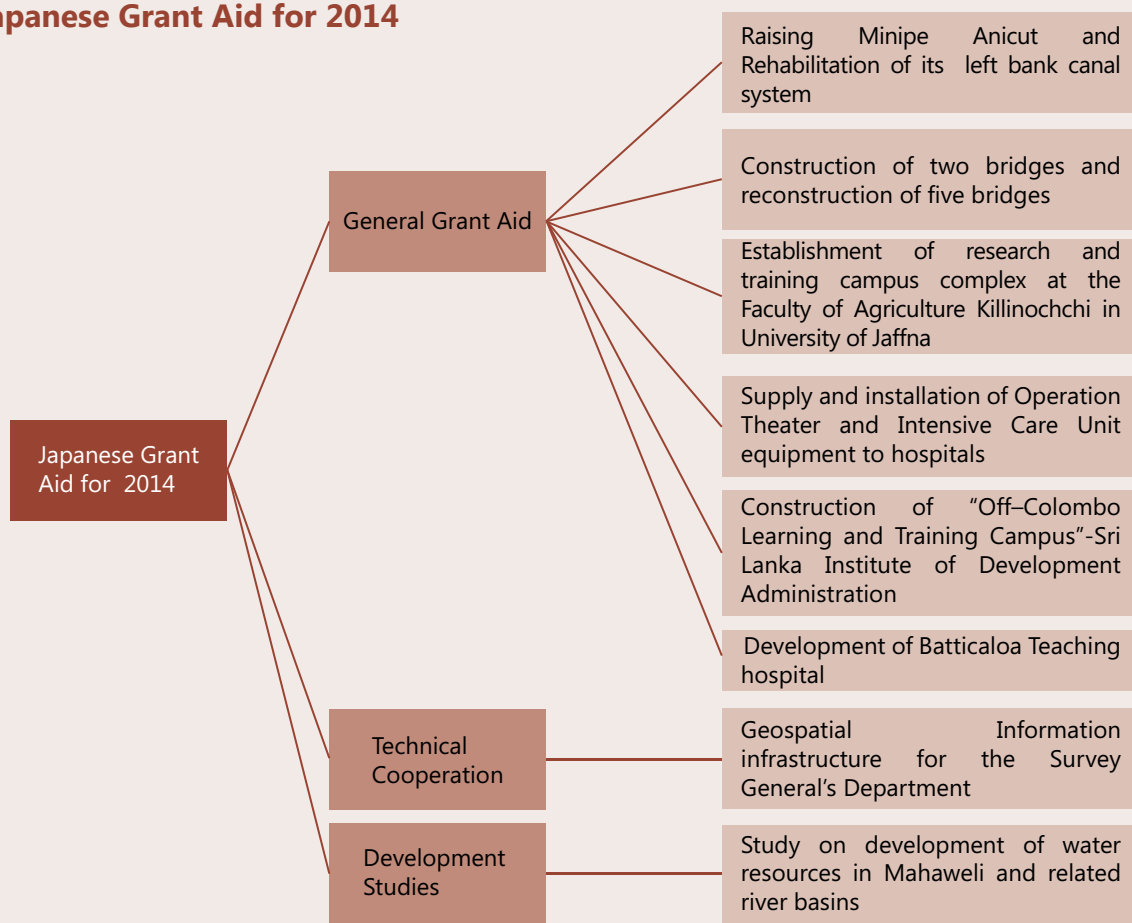 apanese Grant Aid for 2014
Raising Minipe Anicut and
Rehabilitation of its left bank canal
system
Construction of two bridges and
reconstruction of five bridges
General Grant Aid
Establishment of research and
training campus complex at the
Faculty of Agriculture Killinochchi in
University of Jaffna
Supply and installation of Operation
Theater and Intensive Care Unit
equipment to hospitals
Japanese Grant
Aid for 2014
Construction of "Off–Colombo
Learning and Training Campus"-Sri
Lanka Institute of Development
Administration
Development of Batticaloa Teaching
hospital
Technical
Cooperation
Geospatial Information
infrastructure for the Survey
General's Department
Development
Studies
Study on development of water
resources in Mahaweli and related
river basins